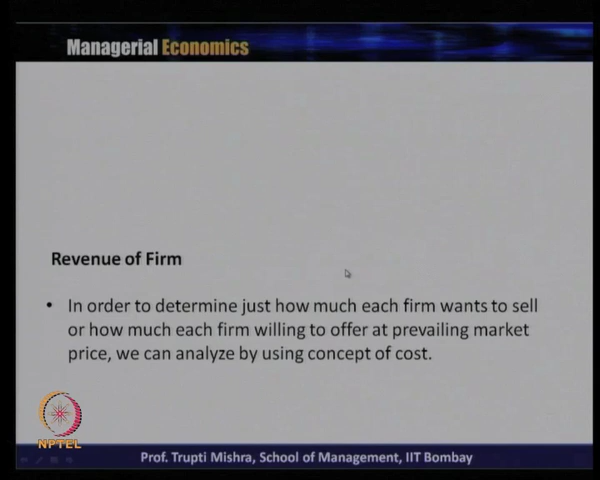 Managerial Economics
Revenue of Firm
• In order to determine just how much each firm wants to sell
or how much each firm willing to offer at prevailing market
price, we can analyze by using concept of cost.
NPTEL
Prof. Trupti Mishra, School of Management, IIT Bombay